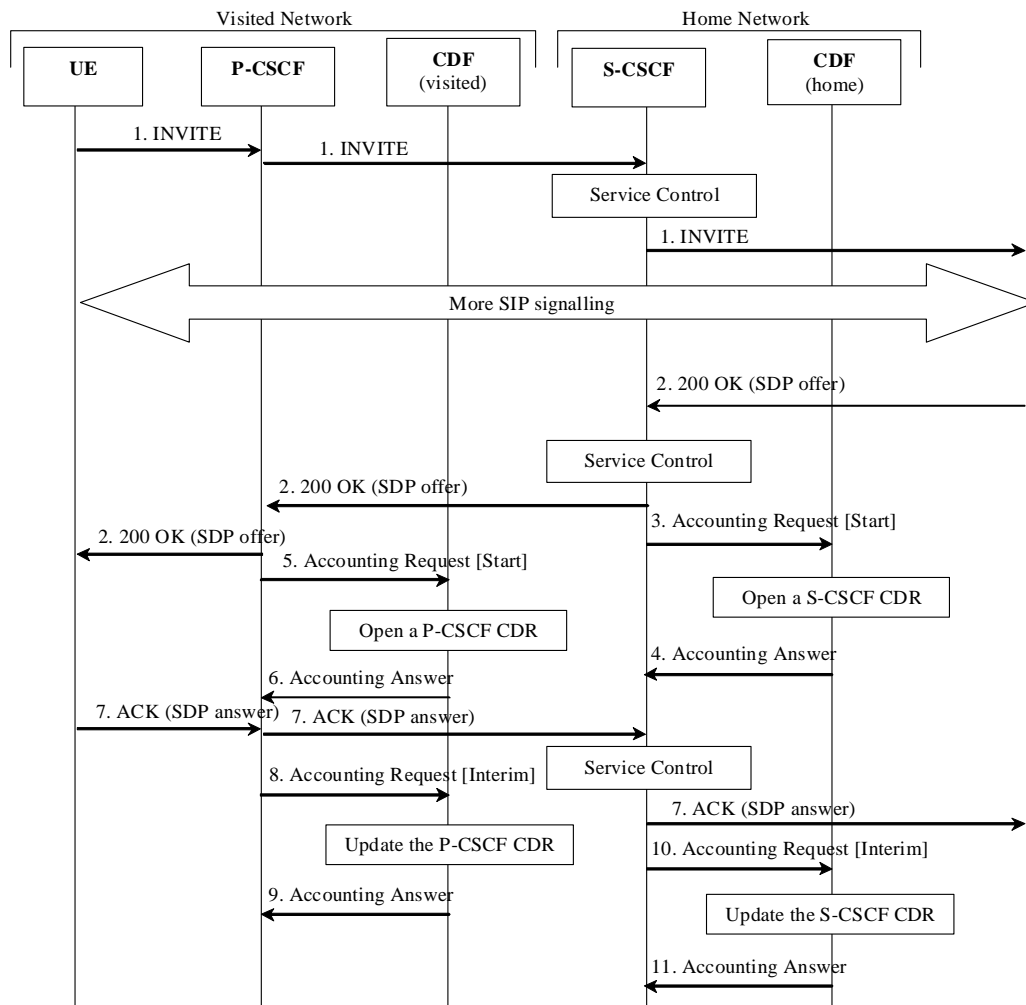 Visited Network
Home Network
UE
P-CSCF
CDF
(visited)
S-CSCF
CDF
(home)
1. INVITE
1. INVITE
Service Control
1. INVITE
More SIP signalling
2. 200 OK (SDP offer)
Service Control
2. 200 OK (SDP offer)
3. Accounting Request [Start]
2. 200 OK (SDP offer)
5. Accounting Request [Start]
Open a S-CSCF CDR
Open a P-CSCF CDR
4. Accounting Answer
6. Accounting Answer
7. ACK (SDP answer)
7. ACK (SDP answer)
Service Control
8. Accounting Request [Interim]
7. ACK (SDP answer)
Update the P-CSCF CDR
10. Accounting Request [Interim]
9. Accounting Answer
Update the S-CSCF CDR
11. Accounting Answer